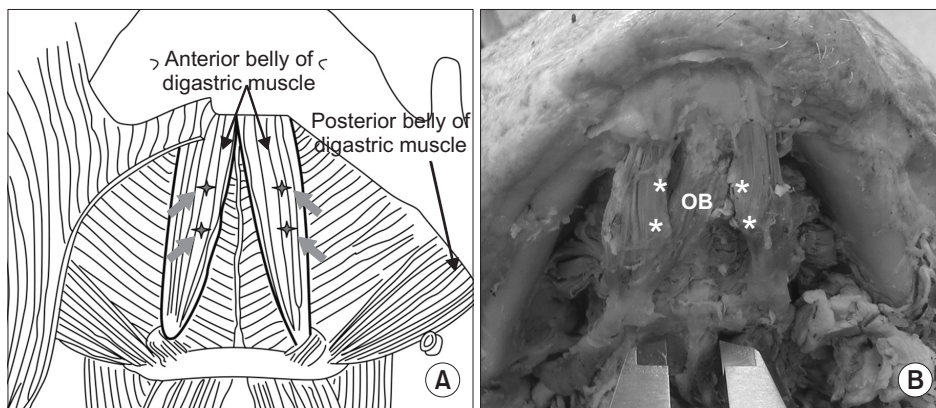 Anterior belly of
digastric muscle
Posterior belly of
digastric muscle
A
OB
* *
* *
B